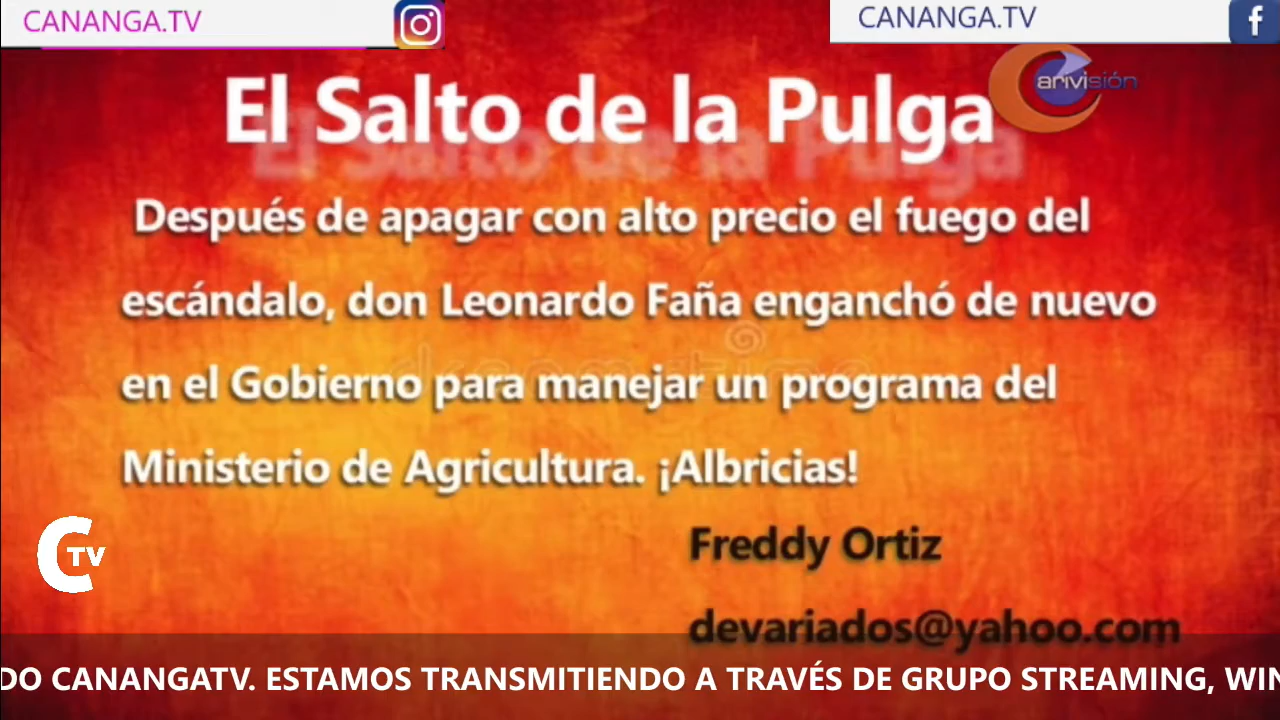 CANANGA.TV
CANANGA.TV
arivisión
El Salto de la Pulga
Después de apagar con alto precio el fuego del
escándalo, don Leonardo Faña enganchó de nuevo
en el Gobierno para manejar un programa del
Ministerio de Agricultura. ¡Albricias!
Freddy Ortiz
devariados@yahoo.com
CTV
DO CANANGATV. ESTAMOS TRANSMITIENDO A TRAVÉS DE GRUPO STREAMING, WIN